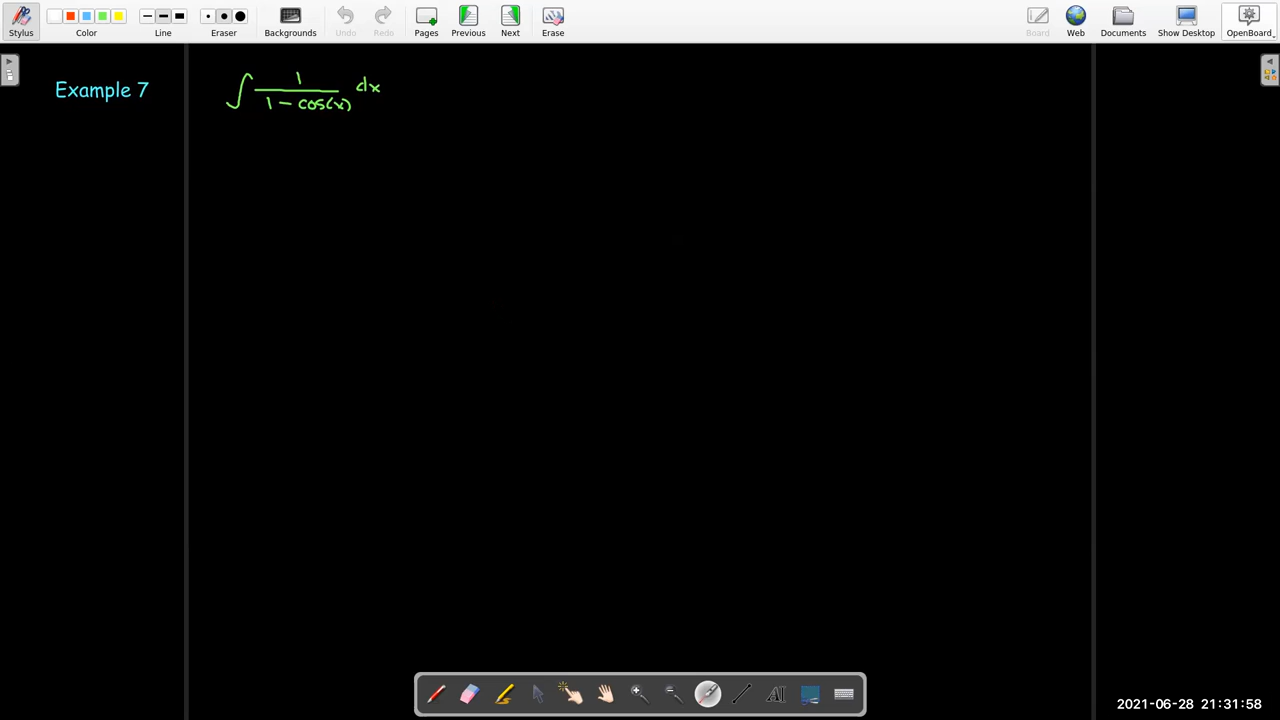 Stylus Color Line Eraser Backgrounds Undo Redo Pages Previous Next Erase Board Web Documents Show Desktop OpenBoard
Example 7 ∫ 1/(1 - cos(x)) dx
AI
2021-06-28 21:31:58